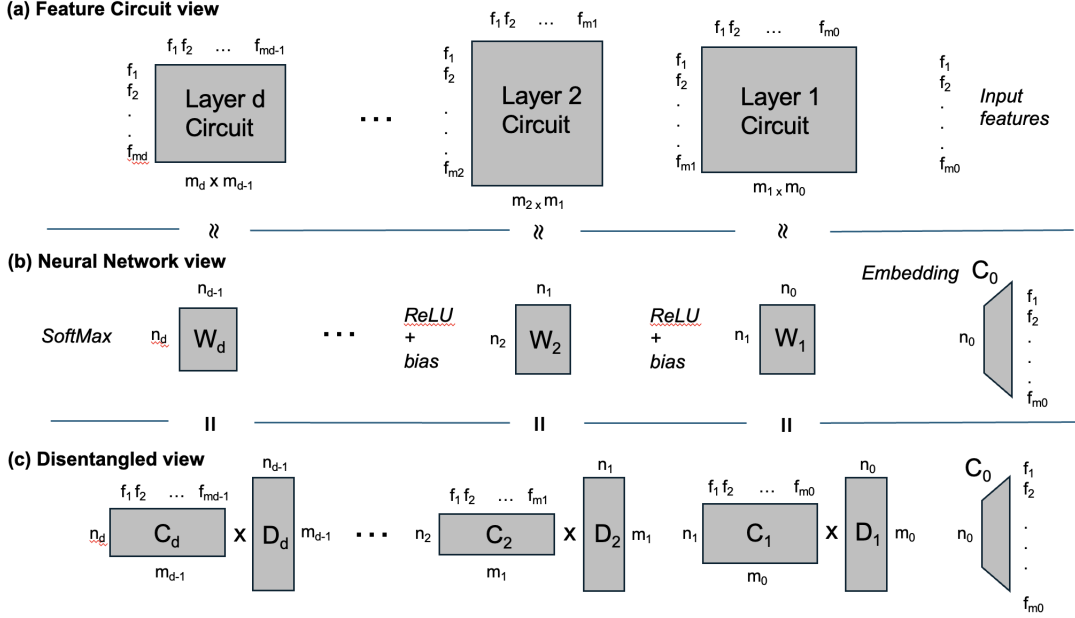 (a) Feature Circuit view
f1 f2 ... fmd-1
f1
f2
.
.
fmd
Layer d
Circuit
md x md-1
...
f1 f2 ... fm1
f1
f2
.
.
.
fm2
Layer 2
Circuit
m2 x m1
f1 f2 ... fm0
f1
f2
.
.
.
fm1
Layer 1
Circuit
m1 x m0
f1
f2
.
.
.
fm0
Input
features
≈ ≈ ≈
(b) Neural Network view
SoftMax
nd-1
nd
Wd
...
ReLU
+
bias
n1
n2
W2
ReLU
+
bias
n0
n1
W1
Embedding C0
n0
f1
f2
.
.
.
fm0
= = =
(c) Disentangled view
f1 f2 ... fmd-1
nd
Cd
md-1
x
nd-1
Dd
md-1
...
f1 f2 ... fm1
n2
C2
m1
x
n1
D2
m1
f1 f2 ... fm0
n1
C1
m0
x
n0
D1
m0
C0
n0
f1
f2
.
.
.
fm0